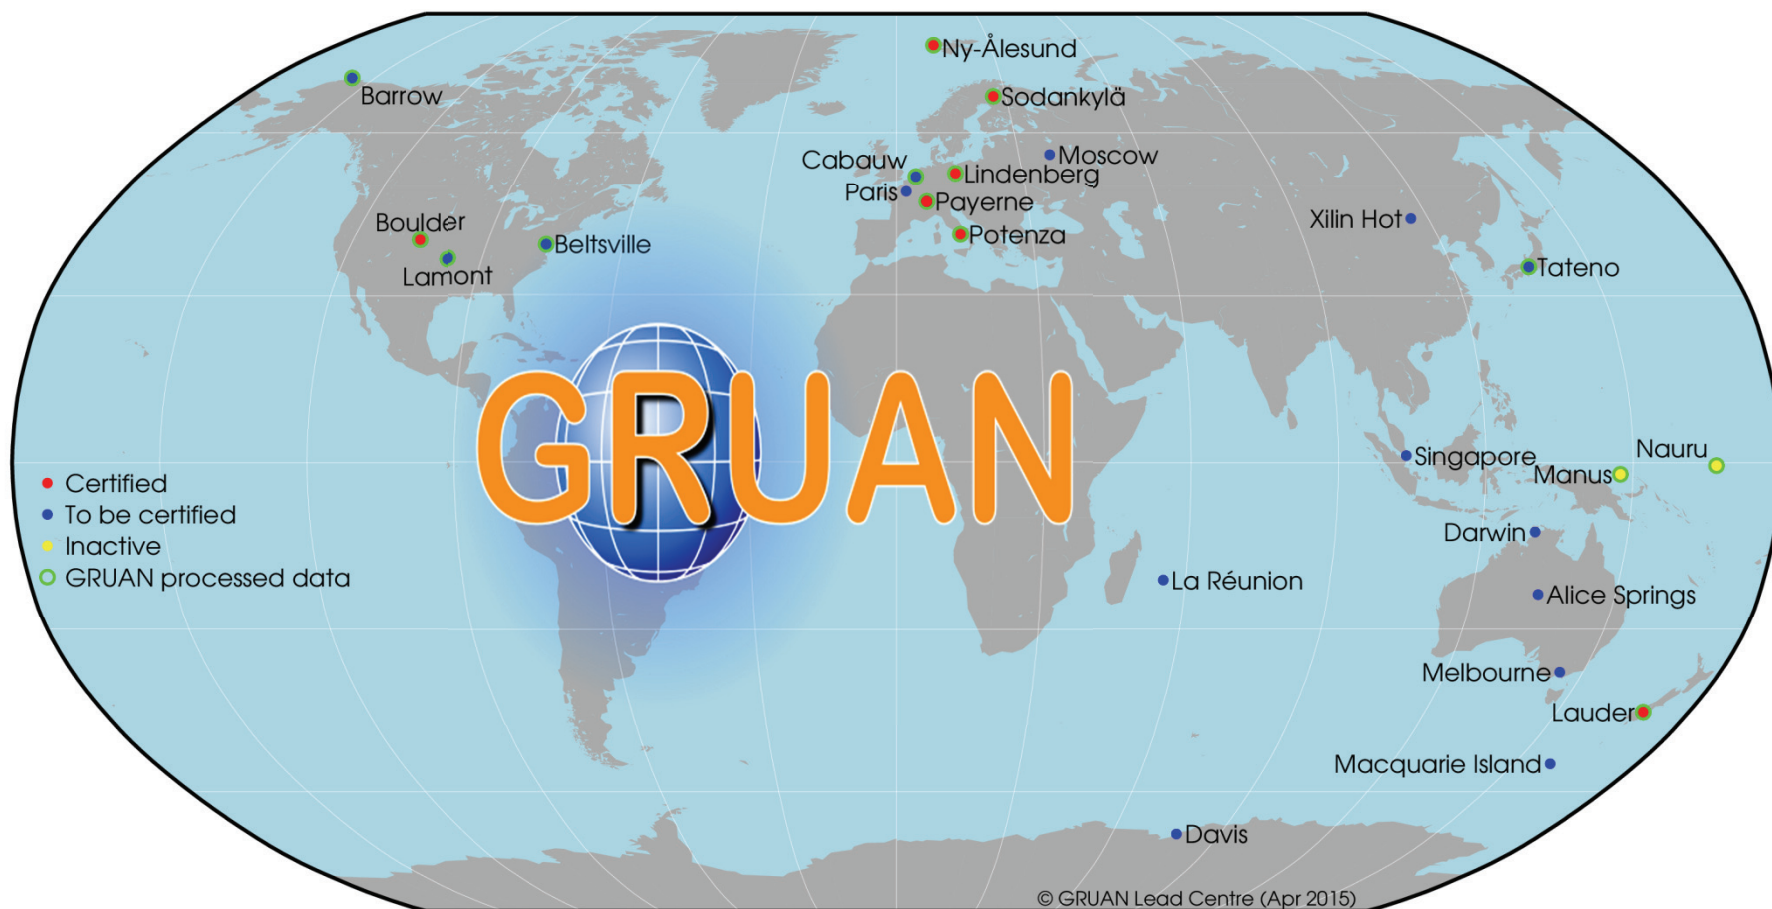 Ny-Ålesund
Barrow
Sodankylä
Cabauw
Moscow
Lindenberg
Paris
Payerne
Boulder
Xilin Hot
Beltsville
Potenza
Lamont
Tateno
GRUAN
Nauru
Singapore
Manus
Certified
To be certified
Darwin
Inactive
GRUAN processed data
La Réunion
Alice Springs
Melbourne
Lauder
Macquarie Island
Davis
© GRUAN Lead Centre (Apr 2015)